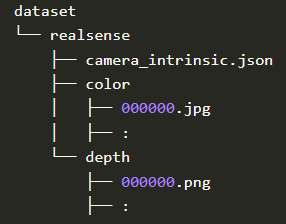 dataset
└── realsense
├── camera_intrinsic.json
├── color
│ ├── 000000.jpg
│ ├── :
└── depth
├── 000000.png
├── :